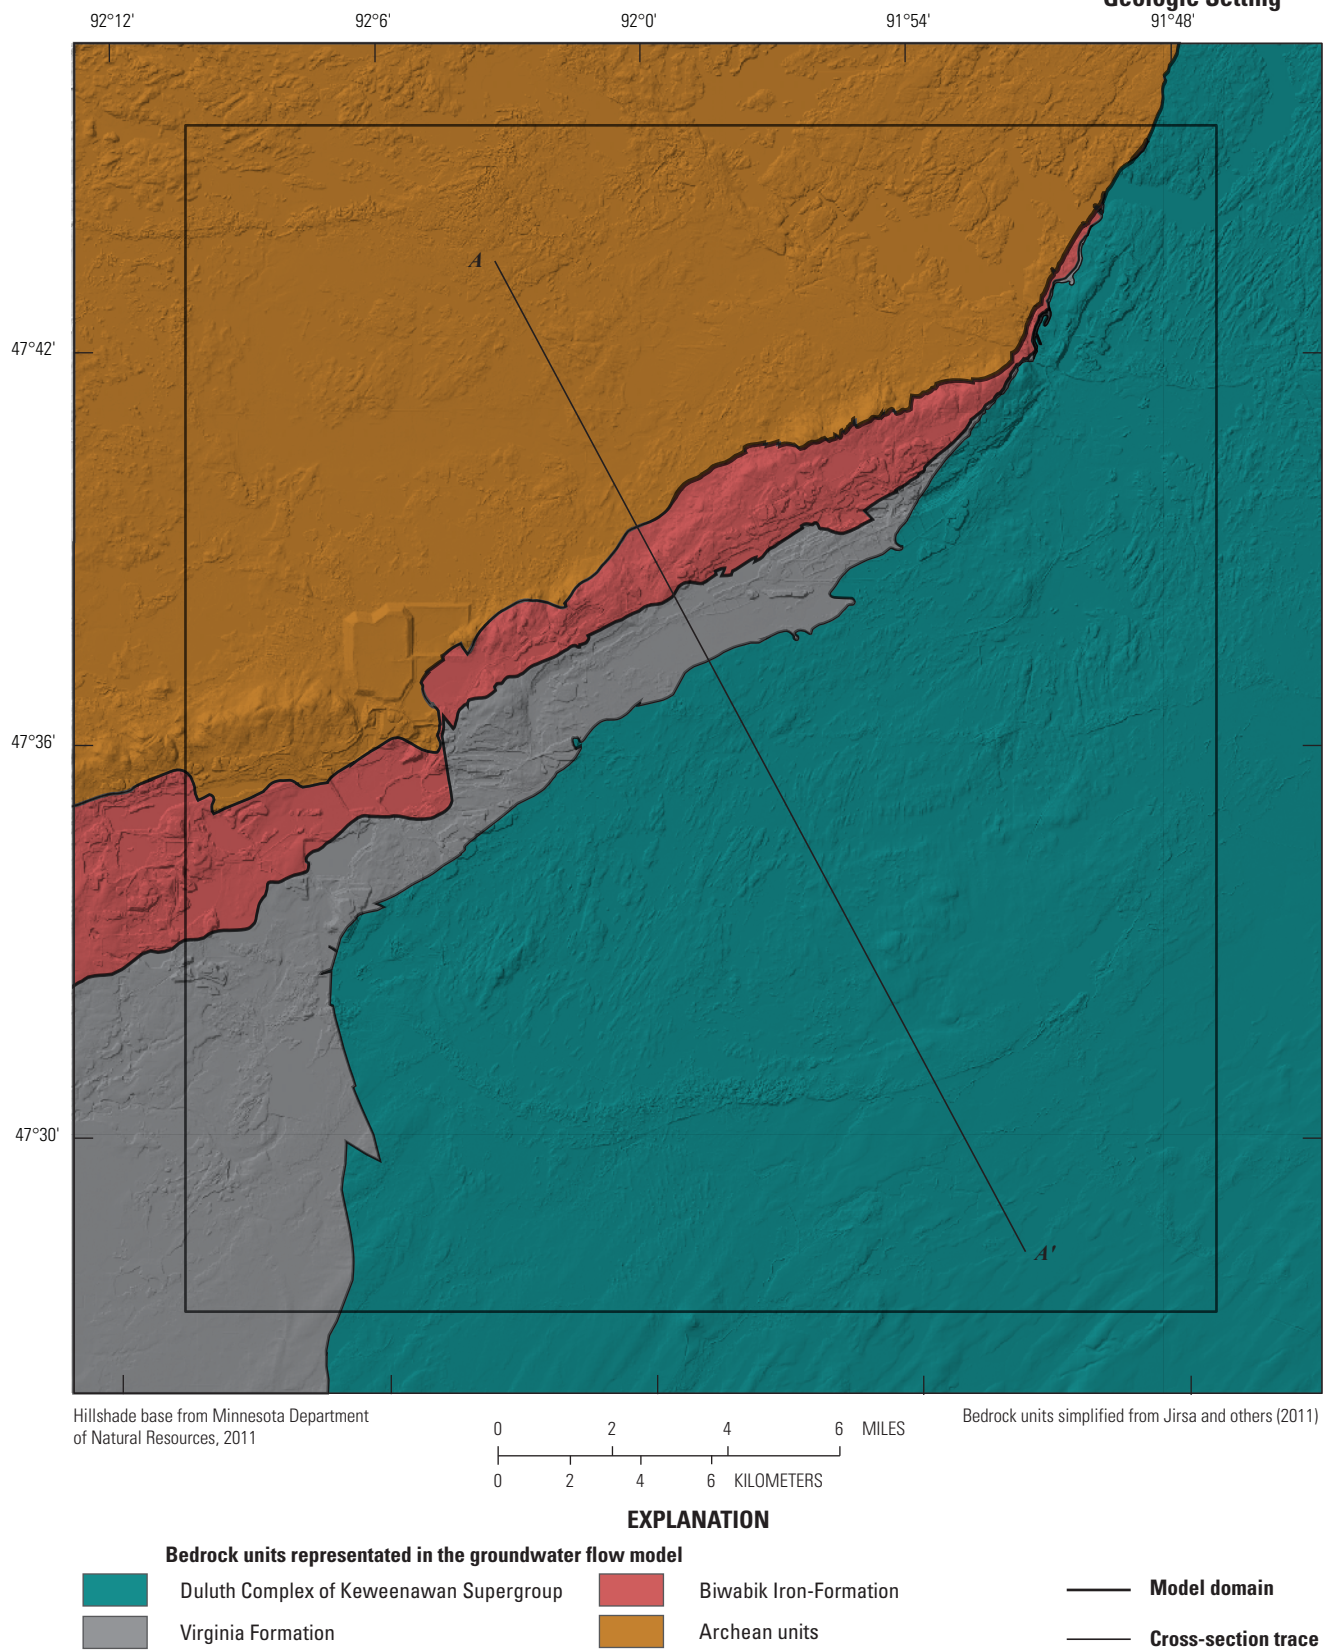 Geologic Setting
92°12' 92°6' 92°0' 91°54' 91°48'
A
47°42'
47°36'
47°30'
A'
Hillshade base from Minnesota Department
of Natural Resources, 2011
Bedrock units simplified from Jirsa and others (2011)
0 2 4 6 MILES
0 2 4 6 KILOMETERS
EXPLANATION
Bedrock units representated in the groundwater flow model
Duluth Complex of Keweenawan Supergroup
Biwabik Iron-Formation
Model domain
Virginia Formation
Archean units
Cross-section trace